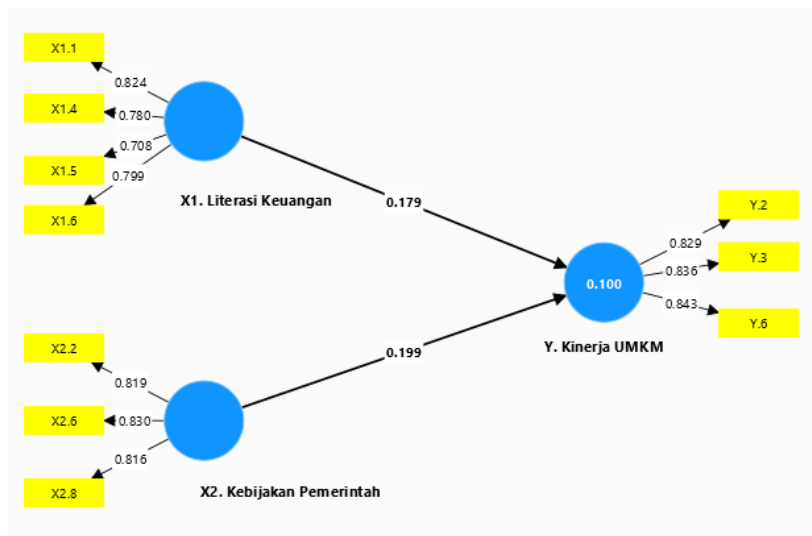 X1.1
0.824
X1.4
0.780
X1.5
0.708
0.799
X1.6
X1. Literasi Keuangan
0.179
Y.2
0.829
Y.3
0.836
0.100
0.843
Y.6
Y. Kinerja UMKM
0.199
X2.2
0.819
X2.6
0.830
0.816
X2.8
X2. Kebijakan Pemerintah